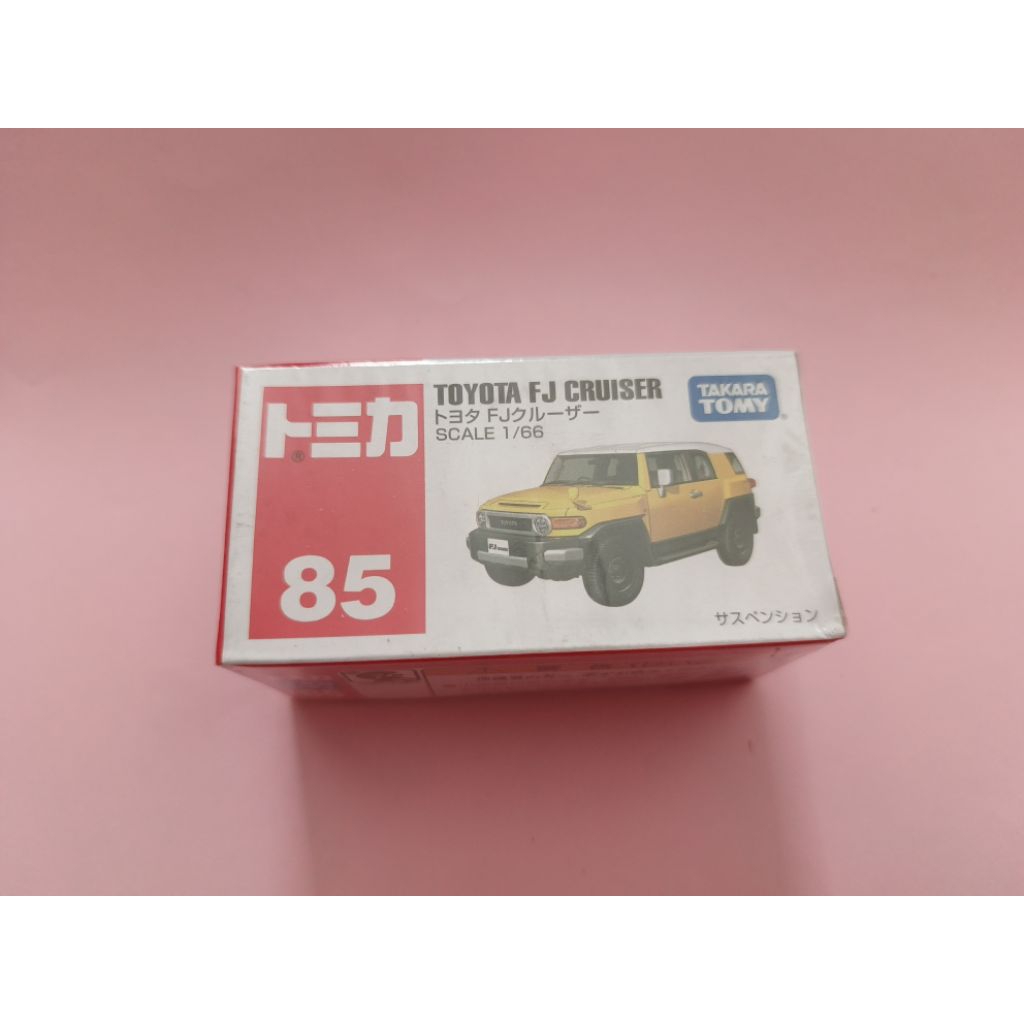 トミカ
®
85
TOYOTA FJ CRUISER
トヨタ FJクルーザー
SCALE 1/66
TAKARA
TOMY
TOYOTA
サスペンション